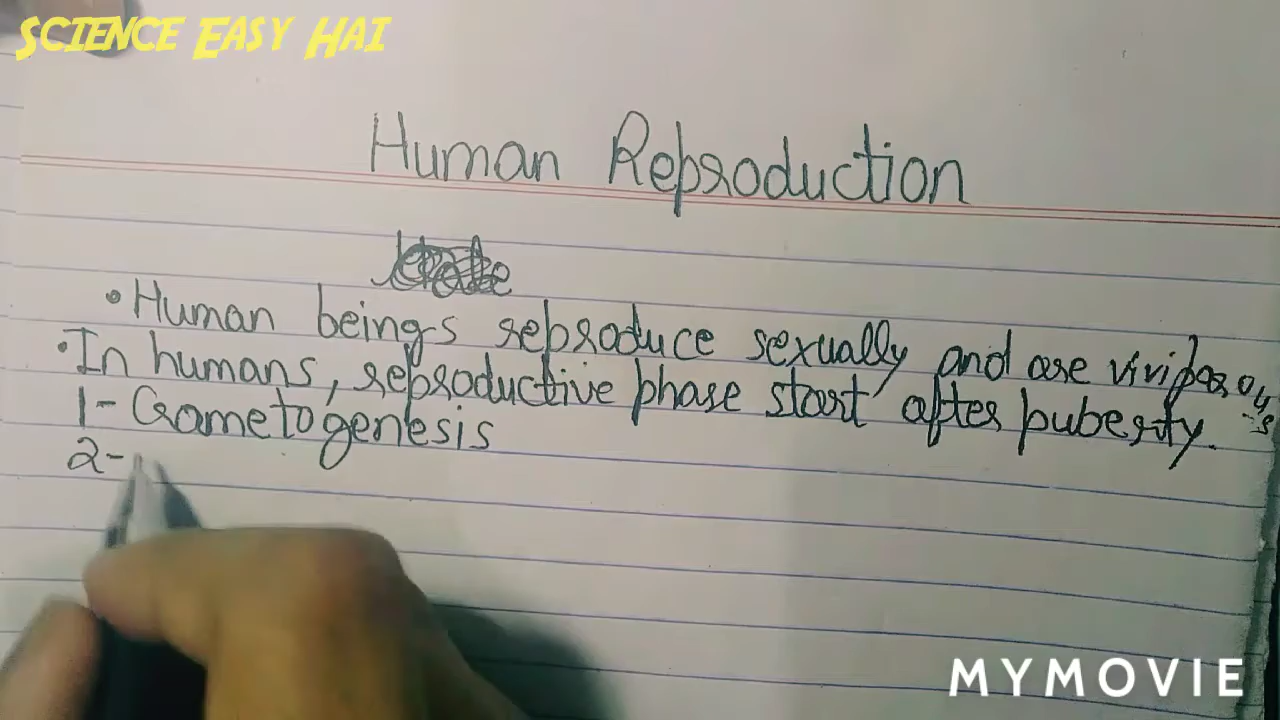 SCIENCE EASY HAI
Human Reproduction
• Human beings reproduce sexually and are viviparous
• In humans, reproductive phase start after puberty.
1- Gametogenesis
2-
MYMOVIE